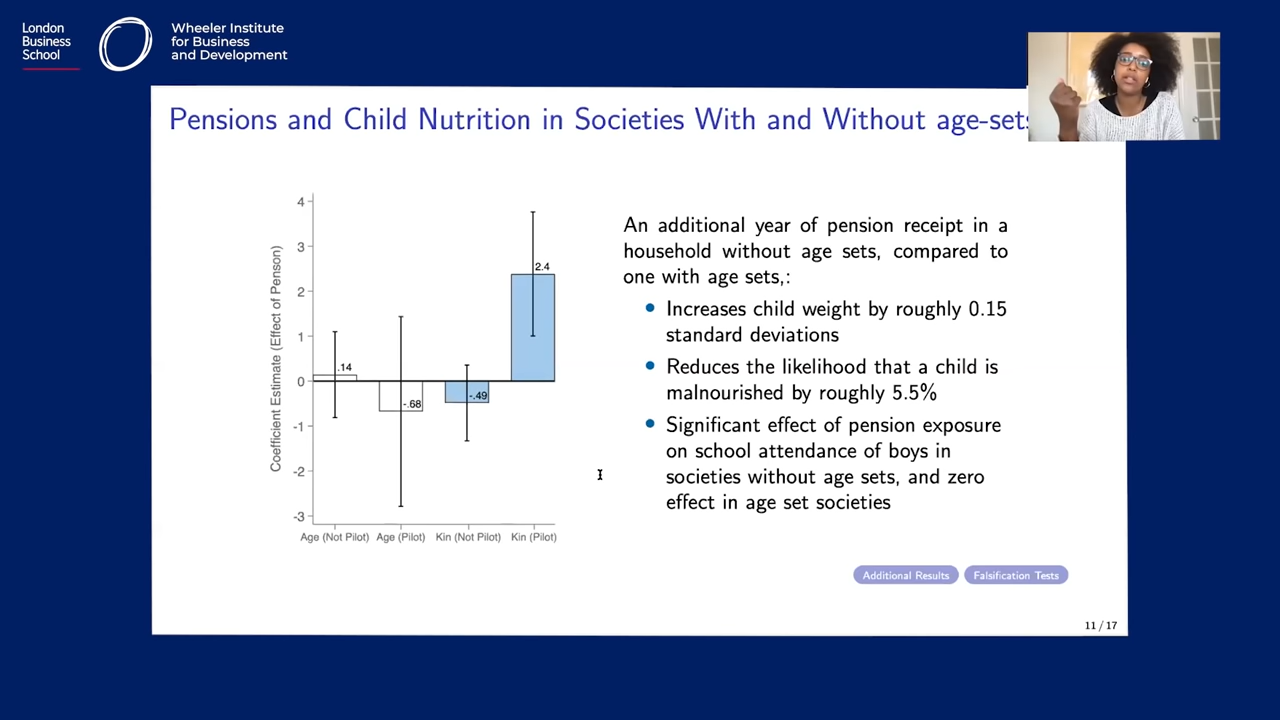 London
Business
School
Wheeler Institute
for Business
and Development
Pensions and Child Nutrition in Societies With and Without age-sets
Coefficient Estimate (Effect of Penson)
4
3
2
1
0
-1
-2
-3
.14
-.68
-.49
2.4
Age (Not Pilot)
Age (Pilot)
Kin (Not Pilot)
Kin (Pilot)
An additional year of pension receipt in a
household without age sets, compared to
one with age sets,:
Increases child weight by roughly 0.15
standard deviations
Reduces the likelihood that a child is
malnourished by roughly 5.5%
Significant effect of pension exposure
on school attendance of boys in
societies without age sets, and zero
effect in age set societies
Additional Results
Falsification Tests
11 / 17